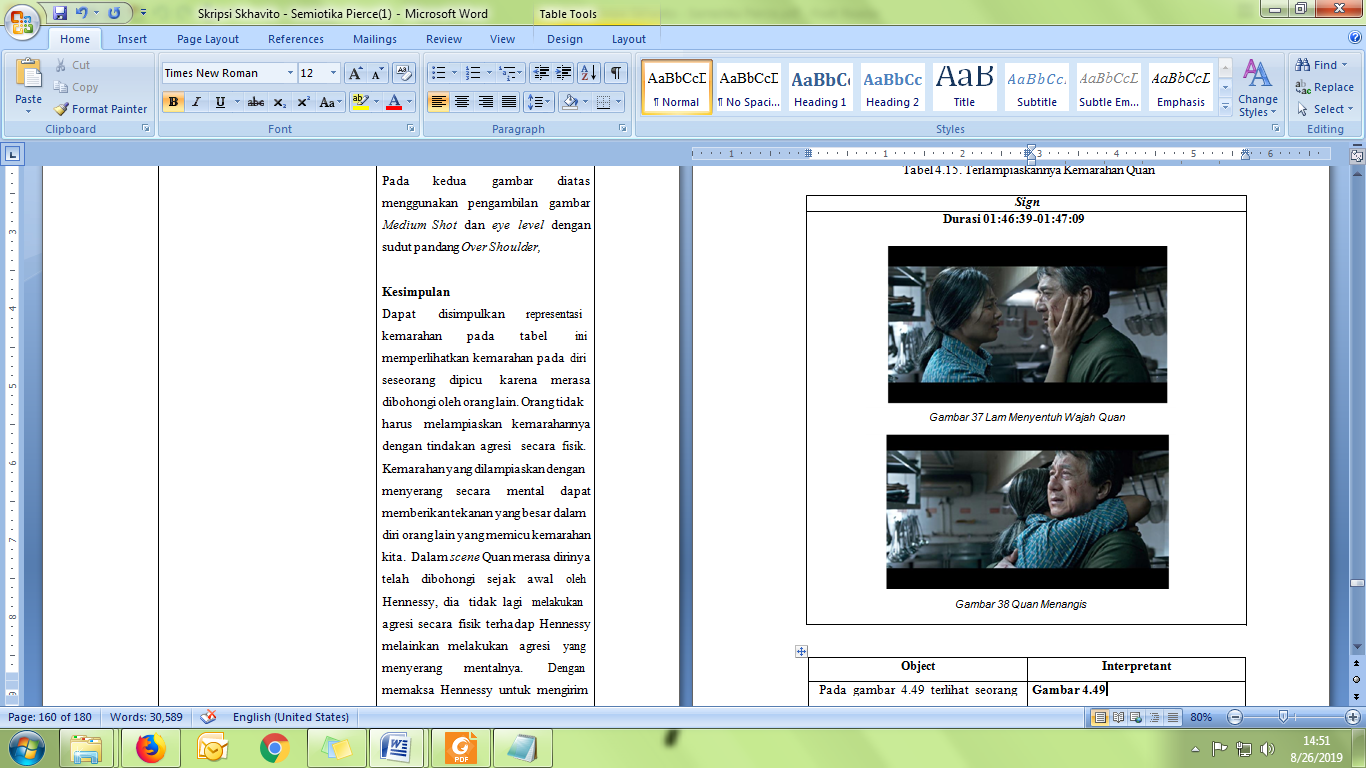 Skripsi Skhavito - Semiotika Pierce(1) - Microsoft Word
Table Tools
Home
Insert
Page Layout
References
Mailings
Review
View
Design
Layout
Paste
Cut
Copy
Format Painter
Clipboard
Times New Roman
12
Font
Paragraph
AaBbCcI
¶ Normal
AaBbCcI
¶ No Spaci...
AaBbCc
Heading 1
AaBbCc
Heading 2
AaB
Title
AaBbCc.
Subtitle
AaBbCcL
Subtle Em...
AaBbCcL
Emphasis
Change Styles
Styles
Find
Replace
Select
Editing
Pada kedua gambar diatas
menggunakan pengambilan gambar
Medium Shot dan eye level dengan
sudut pandang Over Shoulder,
Kesimpulan
Dapat disimpulkan representasi
kemarahan pada tabel ini
memperlihatkan kemarahan pada diri
seseorang dipicu karena merasa
dibohongi oleh orang lain. Orang tidak
harus melampiaskan kemarahannya
dengan tindakan agresi secara fisik.
Kemarahan yang dilampiaskan dengan
menyerang secara mental dapat
memberikan tekanan yang besar dalam
diri orang lain yang memicu kemarahan
kita. Dalam scene Quan merasa dirinya
telah dibohongi sejak awal oleh
Hennessy, dia tidak lagi melakukan
agresi secara fisik terhadap Hennessy
melainkan melakukan agresi yang
menyerang mentalnya. Dengan
memaksa Hennessy untuk mengirim
Tabel 4.15. Terlampiaskannya Kemarahan Quan
Sign
Durasi 01:46:39-01:47:09
Gambar 37 Lam Menyentuh Wajah Quan
Gambar 38 Quan Menangis
Object
Interpretant
Pada gambar 4.49 terlihat seorang
Gambar 4.49
Page: 160 of 180
Words: 30,589
English (United States)
80%
PDF
14:51
8/26/2019